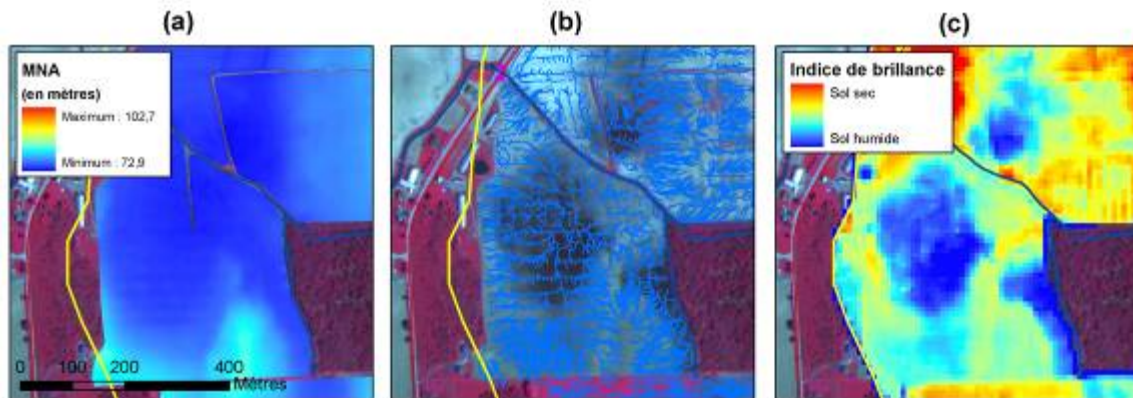 (a)
(b)
(c)
MNA
(en mètres)
Maximum : 102,7
Minimum : 72,9
0 100 200 400
Mètres
Indice de brillance
Sol sec
Sol humide